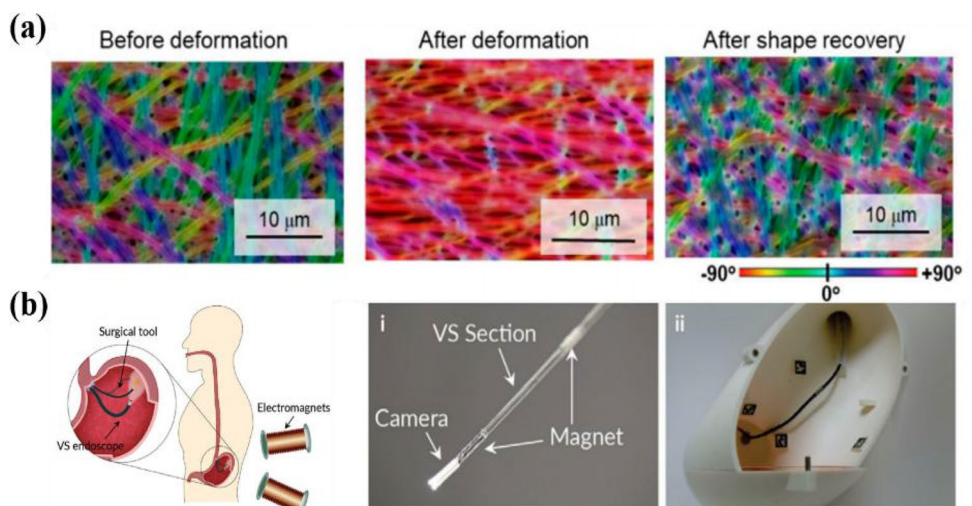 (a)
Before deformation
After deformation
After shape recovery
10 μm
10 μm
10 μm
-90°
0°
+90°
(b)
Surgical tool
VS endoscope
Electromagnets
i
VS Section
Camera
Magnet
ii